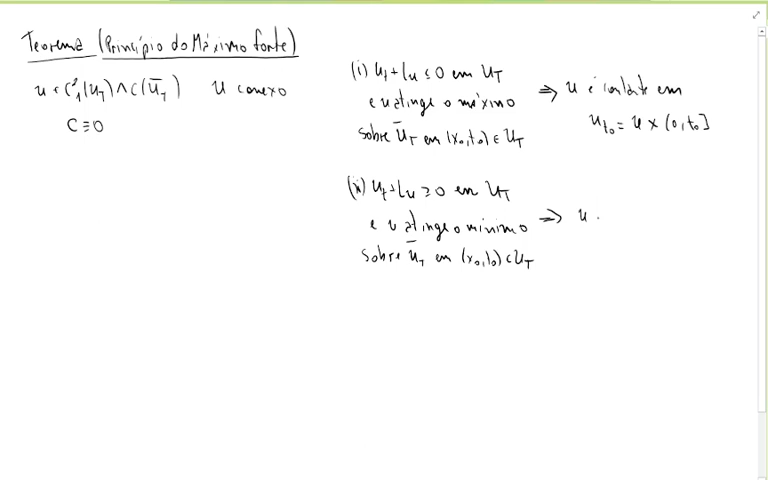 Teorema (Princípio do Máximo forte)
u ∈ C²₁(U_T) ∩ C(Ū_T) U conexo
C ≡ 0
(i) u_t + Lu ≤ 0 em U_T
e u atinge o máximo
sobre Ū_T em (x₀,t₀) ∈ U_T
⇒ u é constante em
U_t₀ = U × (0,t₀]
(ii) u_t + Lu ≥ 0 em U_T
e u atinge o mínimo
sobre Ū_T em (x₀,t₀) ∈ U_T
⇒ u